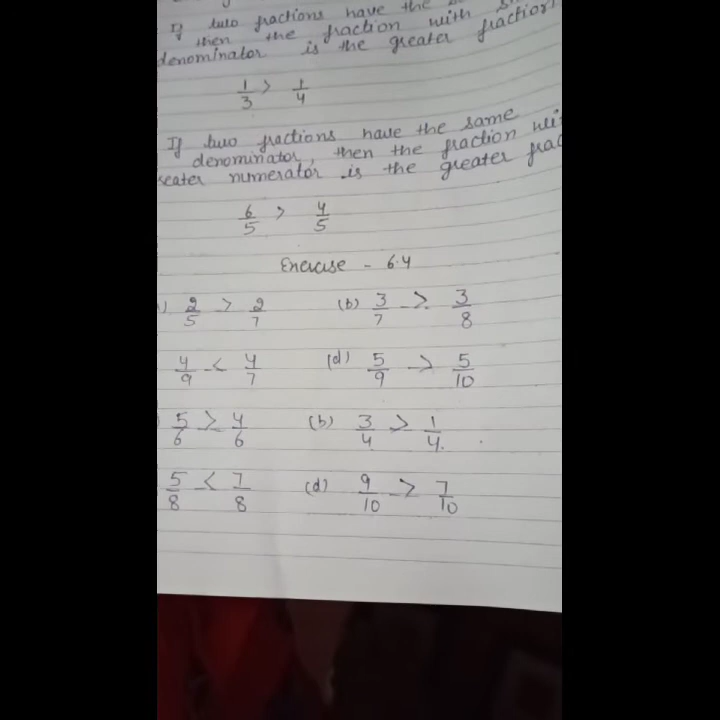 If two fractions have the
then the fraction with
denominator is the greater fraction
1/3 > 1/4
If two fractions have the same
denominator, then the fraction
numerator is the greater
6/5 > 4/5
Exercise - 6.4
2/5 > 2/7 (b) 3/7 > 3/8
4/9 < 4/7 (d) 5/9 > 5/10
5/6 > 4/6 (b) 3/4 > 1/4
5/8 < 7/8 (d) 9/10 > 7/10